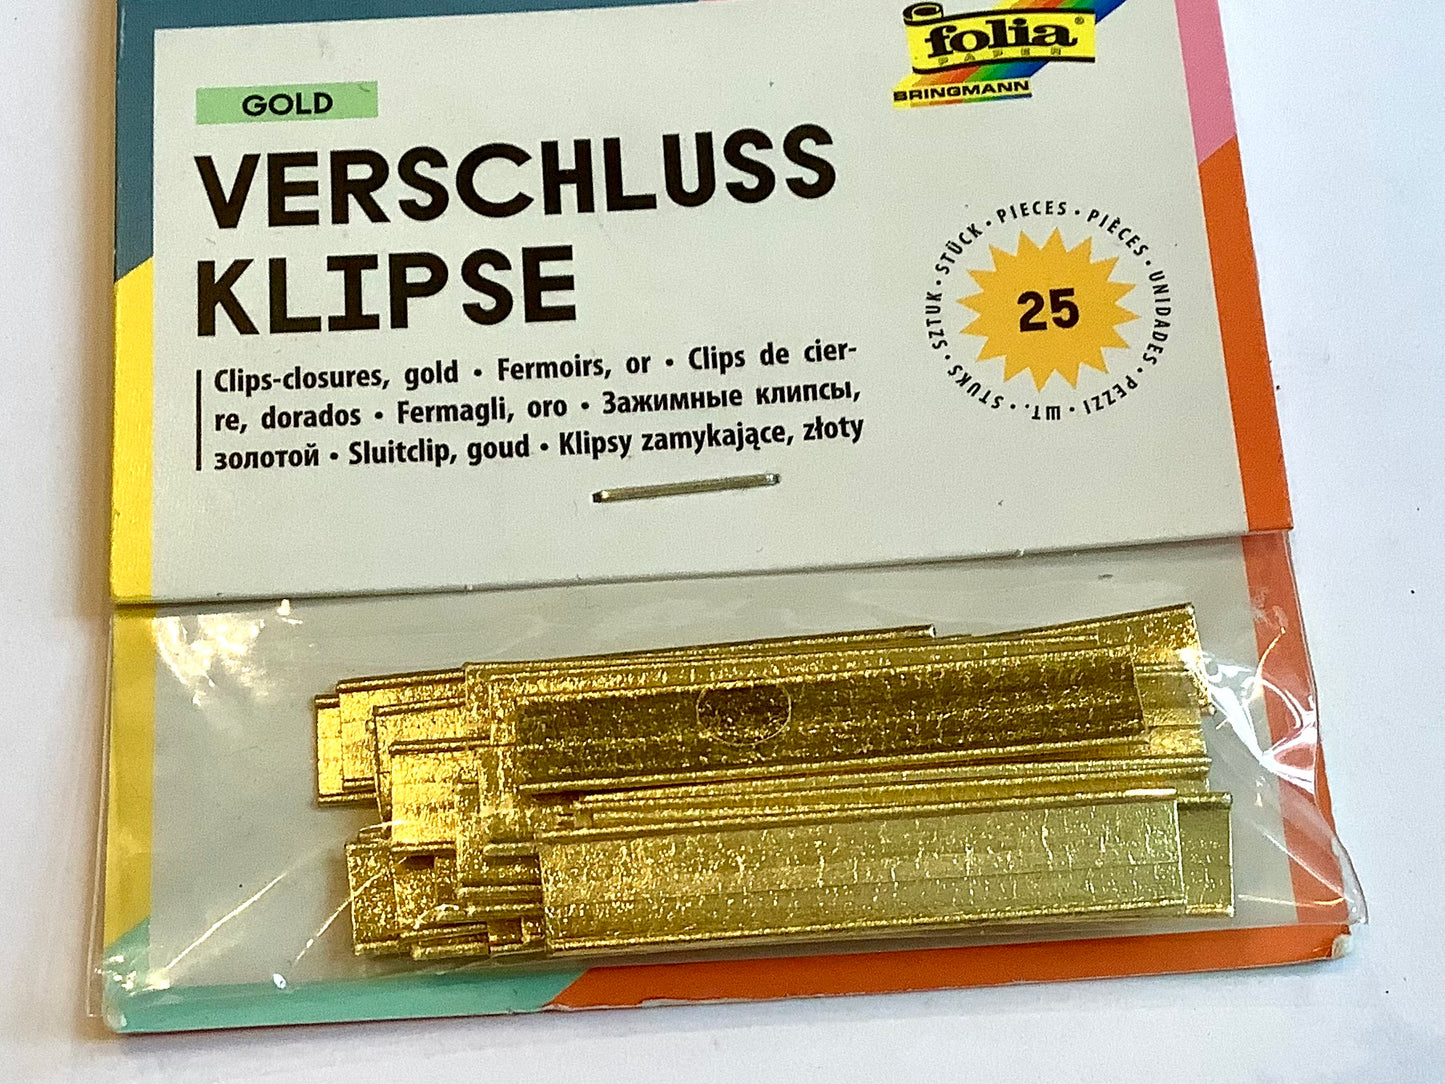 folia®
PAPER
BRINGMANN
GOLD
VERSCHLUSS
KLIPSE
Clips-closures, gold • Fermoirs, or • Clips de cier-
re, dorados • Fermagli, oro • Зажимные клипсы,
золотой • Sluitclip, goud • Klipsy zamykające, złoty
STÜCK • PIECES • PIÈCES • UNIDADES • PEZZI • ШТ. • STUKS • SZTUK •
25